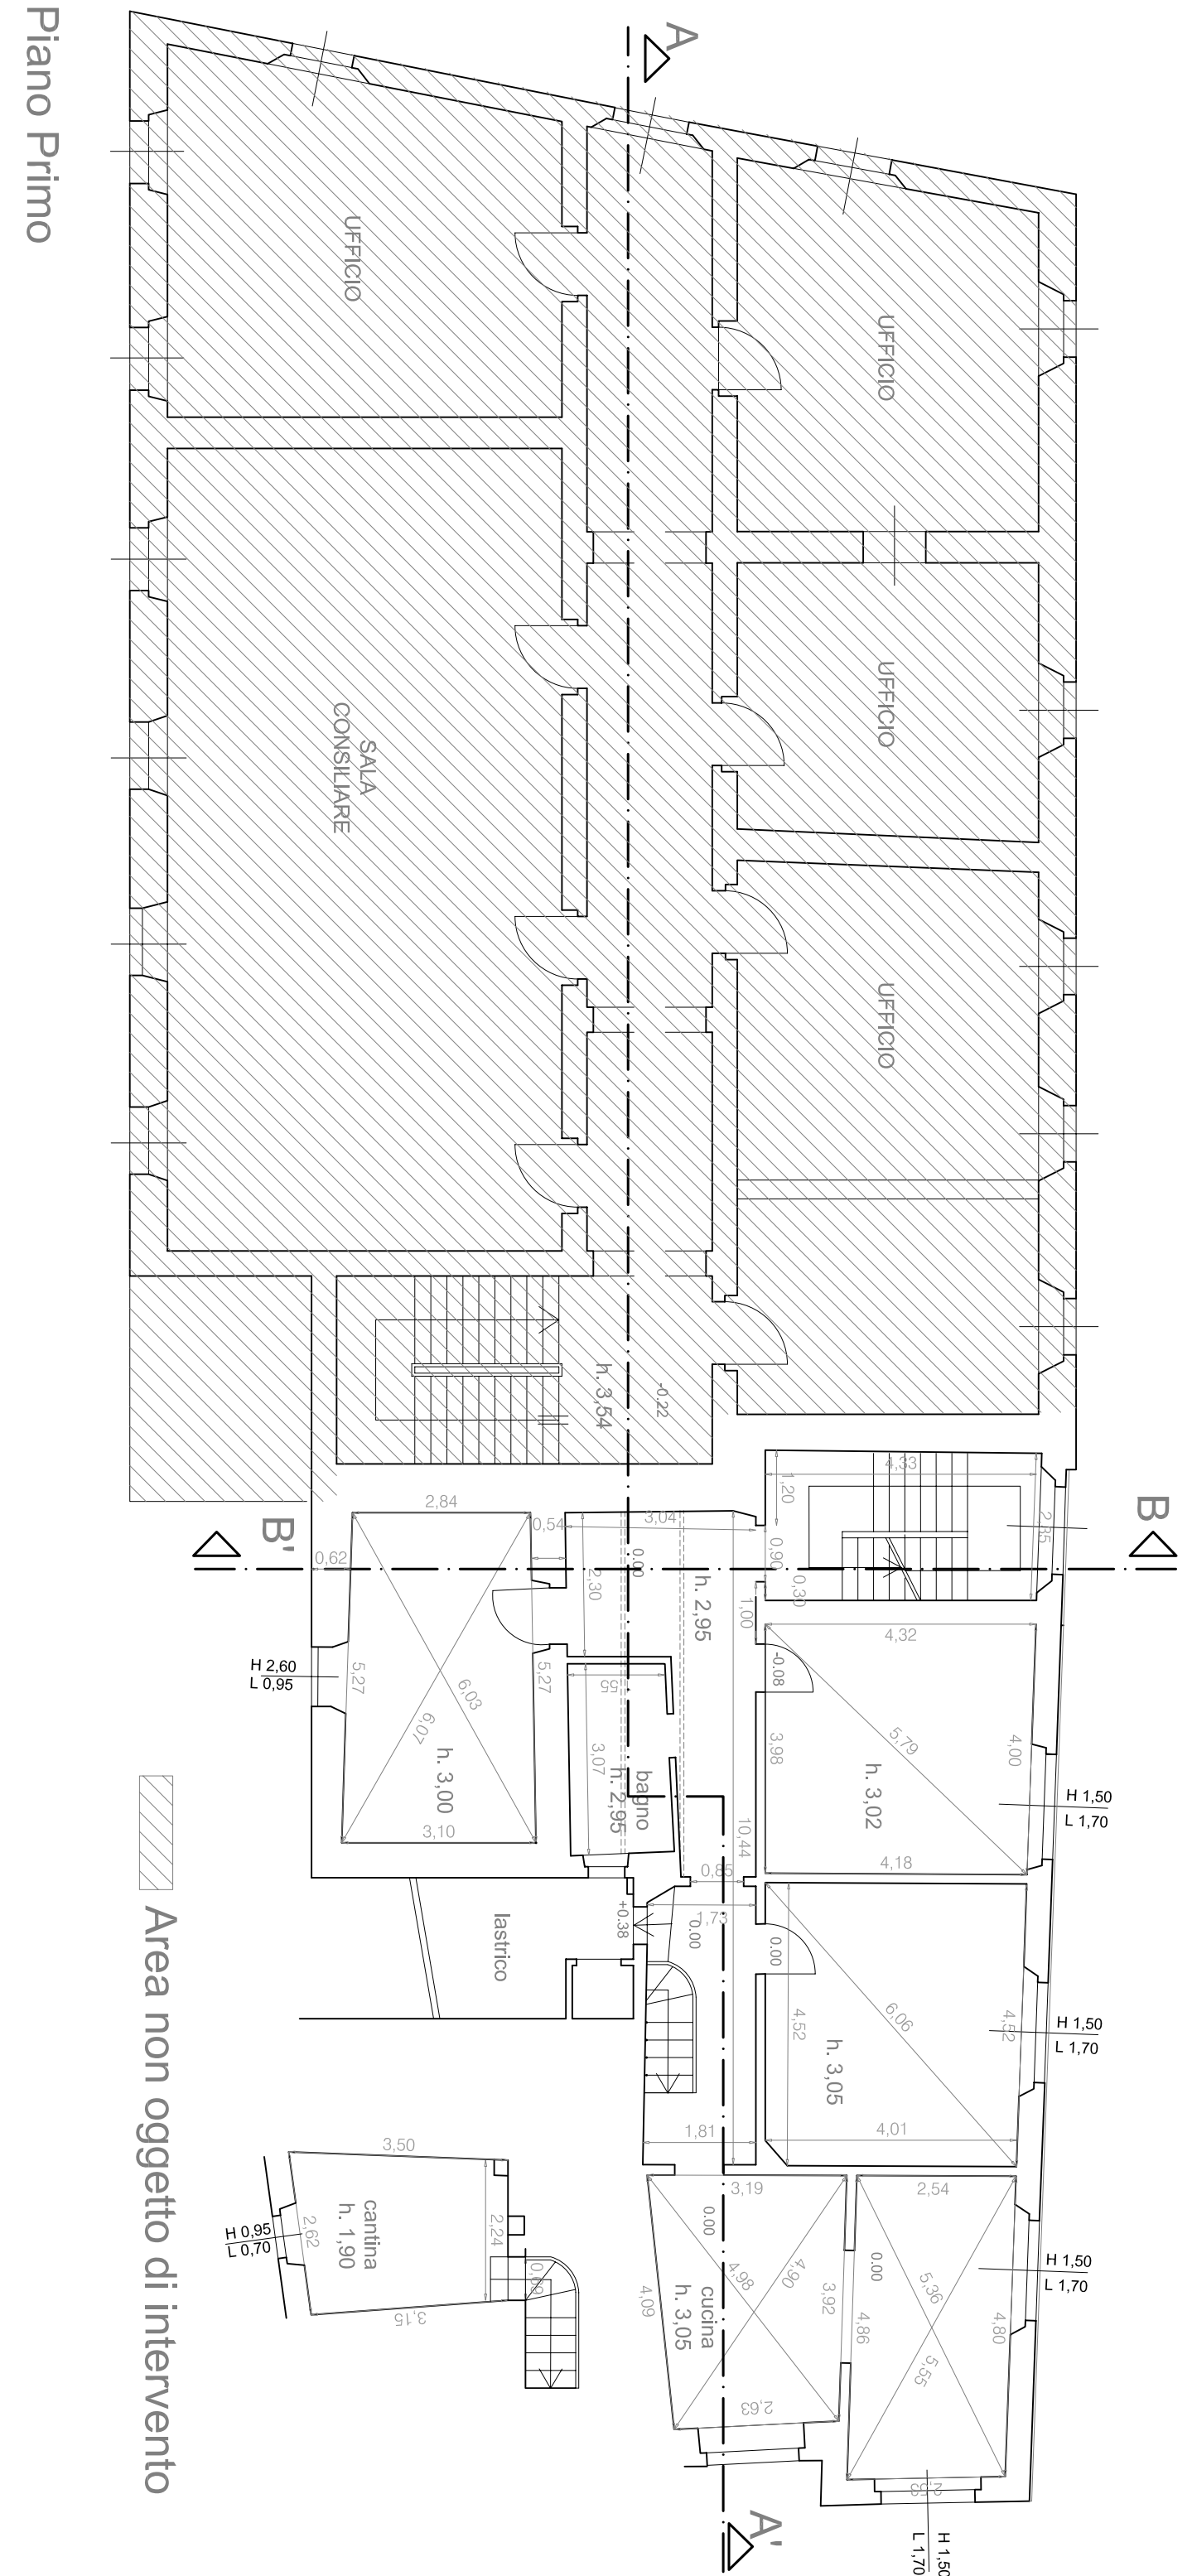 Piano Primo
A
UFFICIO
UFFICIO
UFFICIO
SALA
CONSILIARE
UFFICIO
h. 3,54
-0.22
B
B'
4,33
1,20
2,35
2,84
0,54
3,04
0,62
0.00
2,30
h. 2,95
0,90
0,30
1,00
4,32
-0.08
H 2,60
L 0,95
5,27
6,03
6,07
5,27
h. 3,00
3,10
55
3,07
bagno
h. 2,95
10,44
3,98
5,79
4,00
h. 3,02
H 1,50
L 1,70
4,18
0,85
1,73
+0.38
0.00
0.00
lastrico
4,52
6,06
4,52
h. 3,05
H 1,50
L 1,70
1,81
4,01
3,50
cantina
h. 1,90
2,62
2,24
0,69
3,15
H 0,95
L 0,70
3,19
0.00
4,98
4,90
4,09
cucina
h. 3,05
3,92
2,63
2,54
0.00
5,36
4,86
4,80
5,55
H 1,50
L 1,70
2,53
H 1,50
L 1,70
A'
Area non oggetto di intervento